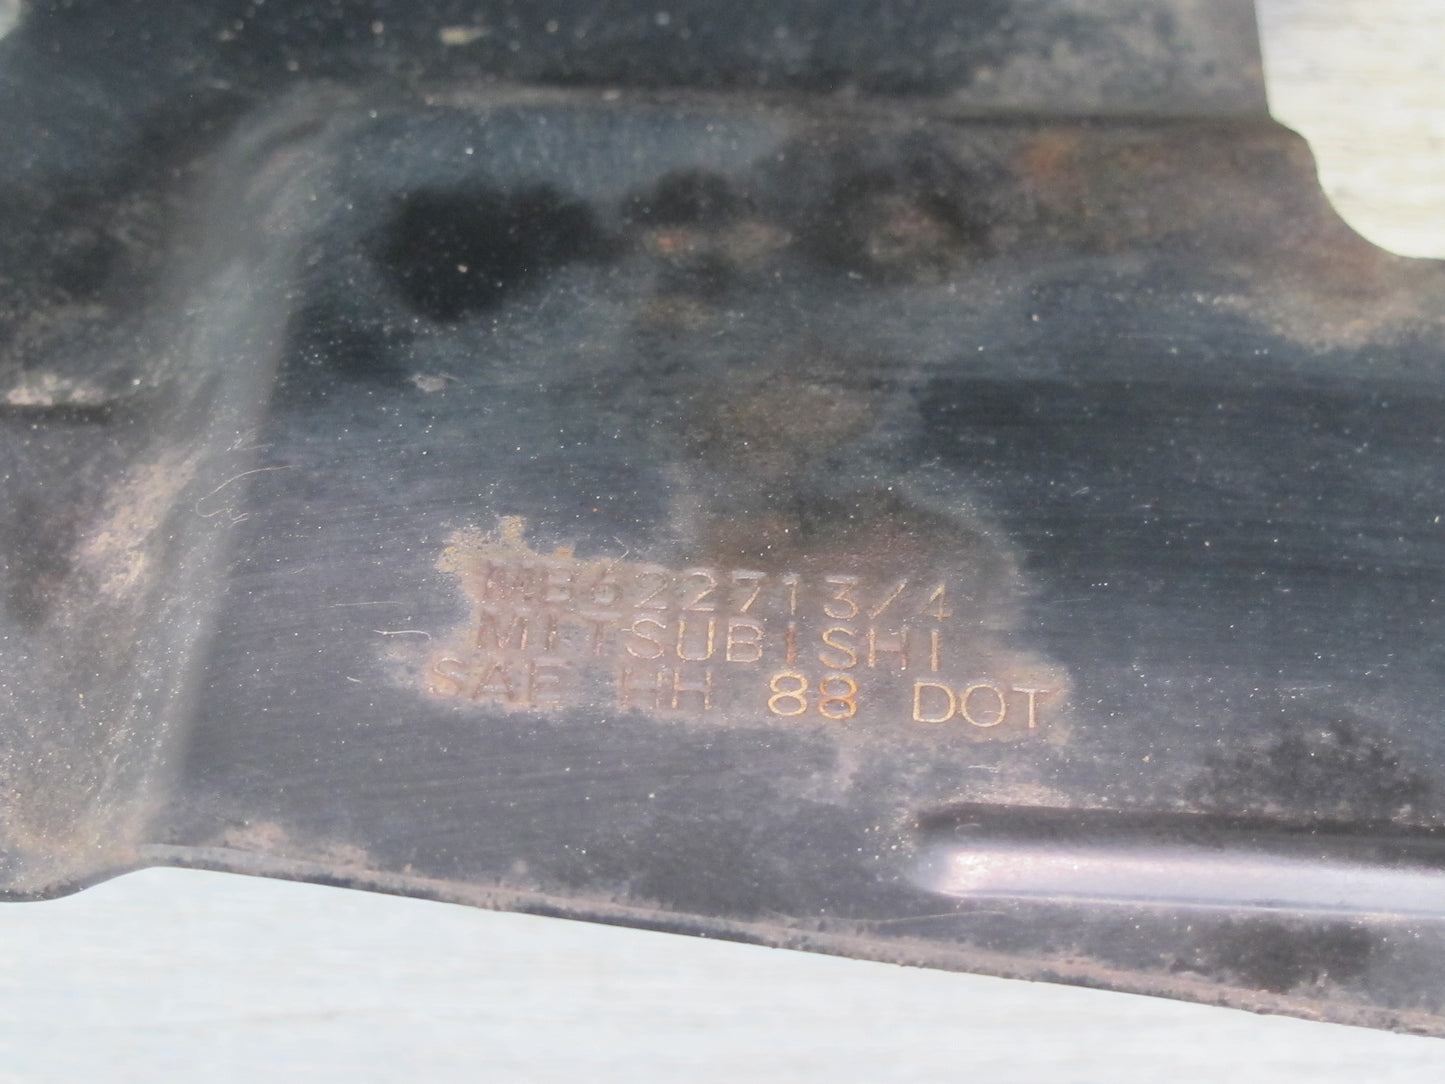 MB622713/4
MITSUBISHI
SAE HH 88 DOT